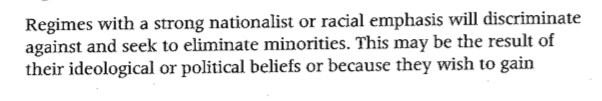 Regimes with a strong nationalist or racial emphasis will discriminate
against and seek to eliminate minorities. This may be the result of
their ideological or political beliefs or because they wish to gain